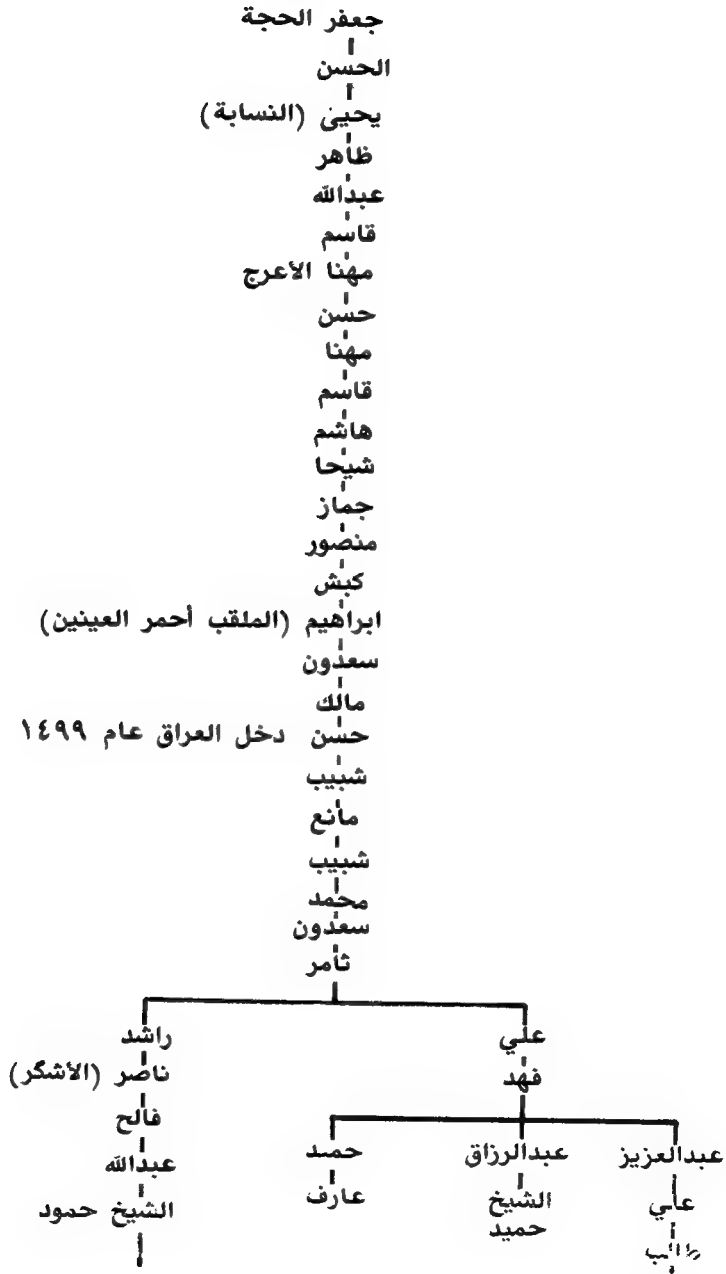 جعفر الحجة
الحسن
يحيىٰ (النسابة)
ظاهر
عبدالله
قاسم
مهنا الأعرج
حسن
مهنا
قاسم
هاشم
شيحا
جماز
منصور
كبش
ابراهيم (الملقب أحمر العينين)
سعدون
مالك
حسن دخل العراق عام ١٤٩٩
شبيب
مانع
شبيب
محمد
سعدون
ثامر
علي راشد
فهد ناصر (الأشگر)
فالح
عبدالعزيز عبدالرزاق حمد عبدالله
علي الشيخ عارف الشيخ حمود
حميد
طالب